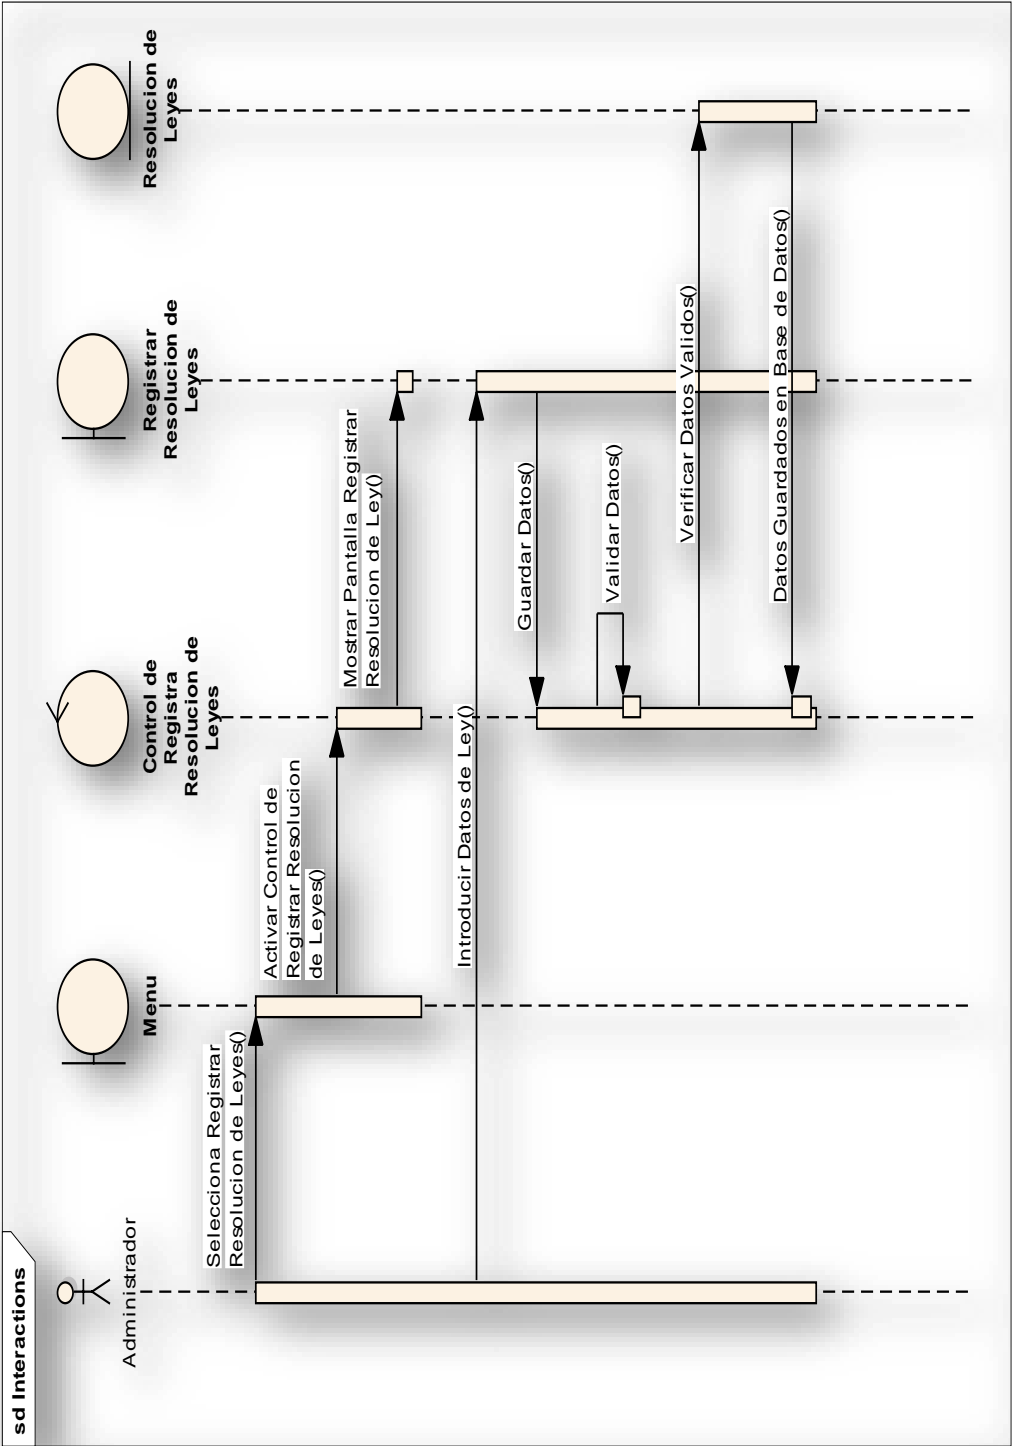 sd Interactions
Administrador
Menu
Control de
Registra
Resolucion de
Leyes
Registrar
Resolucion de
Leyes
Resolucion de
Leyes
Selecciona Registrar
Resolucion de Leyes()
Activar Control de
Registrar Resolucion
de Leyes()
Mostrar Pantalla Registrar
Resolucion de Ley()
Introducir Datos de Ley()
Guardar Datos()
Validar Datos()
Verificar Datos Validos()
Datos Guardados en Base de Datos()